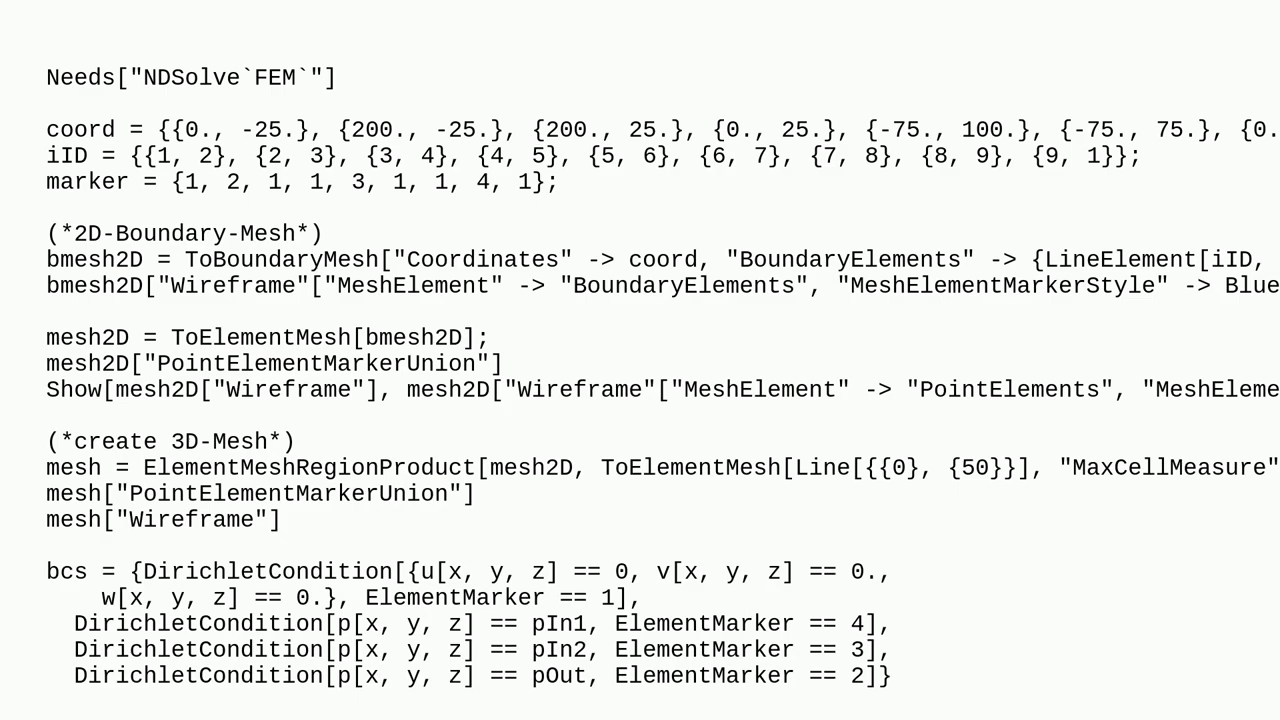 Needs["NDSolve`FEM`"]
coord = {{0., -25.}, {200., -25.}, {200., 25.}, {0., 25.}, {-75., 100.}, {-75., 75.}, {0.
iID = {{1, 2}, {2, 3}, {3, 4}, {4, 5}, {5, 6}, {6, 7}, {7, 8}, {8, 9}, {9, 1}};
marker = {1, 2, 1, 1, 3, 1, 1, 4, 1};
(*2D-Boundary-Mesh*)
bmesh2D = ToBoundaryMesh["Coordinates" -> coord, "BoundaryElements" -> {LineElement[iID,
bmesh2D["Wireframe"["MeshElement" -> "BoundaryElements", "MeshElementMarkerStyle" -> Blue
mesh2D = ToElementMesh[bmesh2D];
mesh2D["PointElementMarkerUnion"]
Show[mesh2D["Wireframe"], mesh2D["Wireframe"["MeshElement" -> "PointElements", "MeshEleme
(*create 3D-Mesh*)
mesh = ElementMeshRegionProduct[mesh2D, ToElementMesh[Line[{{0}, {50}}], "MaxCellMeasure"
mesh["PointElementMarkerUnion"]
mesh["Wireframe"]
bcs = {DirichletCondition[{u[x, y, z] == 0, v[x, y, z] == 0.,
w[x, y, z] == 0.}, ElementMarker == 1],
DirichletCondition[p[x, y, z] == pIn1, ElementMarker == 4],
DirichletCondition[p[x, y, z] == pIn2, ElementMarker == 3],
DirichletCondition[p[x, y, z] == pOut, ElementMarker == 2]}